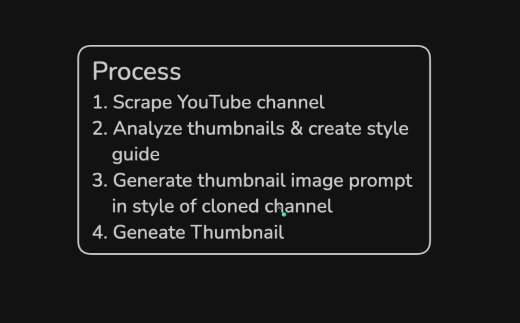 Process
1. Scrape YouTube channel
2. Analyze thumbnails & create style
guide
3. Generate thumbnail image prompt
in style of cloned channel
4. Geneate Thumbnail